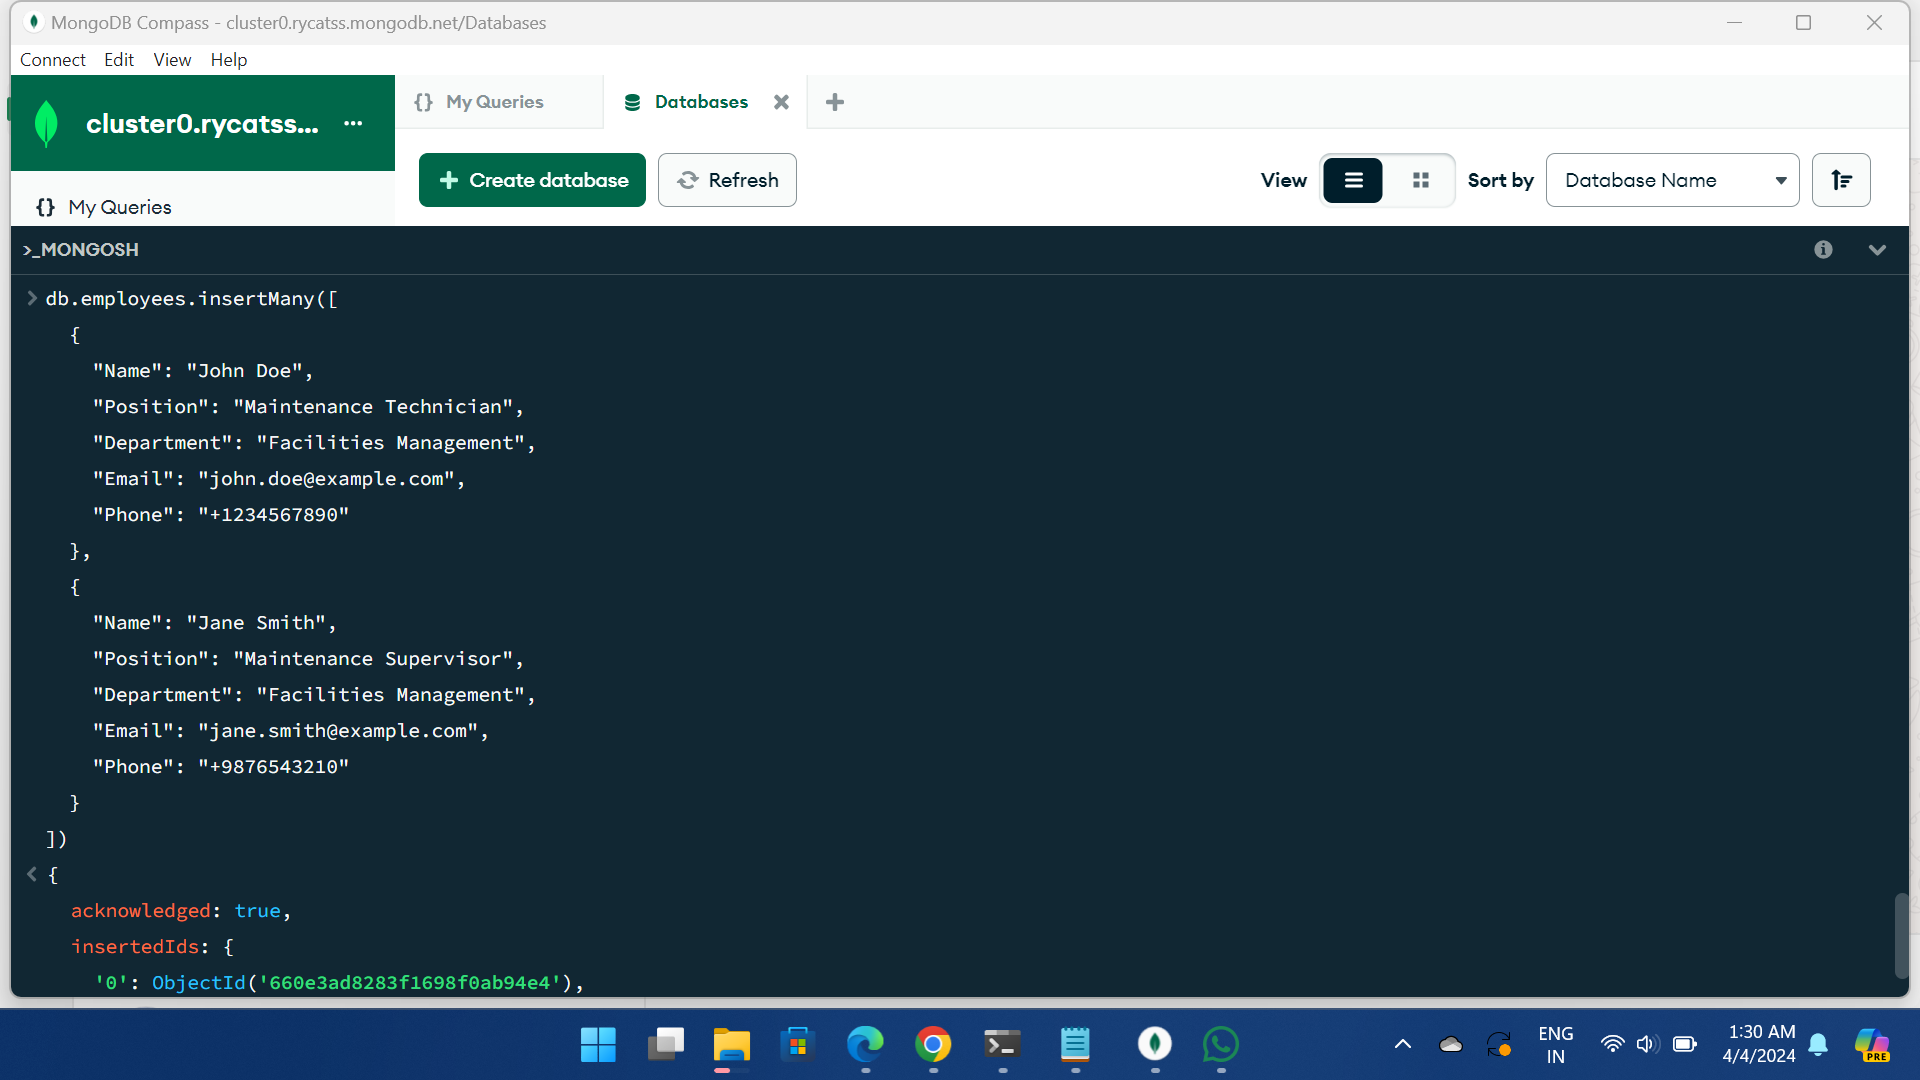 MongoDB Compass - cluster0.rycatss.mongodb.net/Databases
Connect Edit View Help
cluster0.rycatss... ...
{} My Queries
Databases
Create database
Refresh
View
Sort by
Database Name
{} My Queries
>_MONGOSH
> db.employees.insertMany([
{
"Name": "John Doe",
"Position": "Maintenance Technician",
"Department": "Facilities Management",
"Email": "john.doe@example.com",
"Phone": "+1234567890"
},
{
"Name": "Jane Smith",
"Position": "Maintenance Supervisor",
"Department": "Facilities Management",
"Email": "jane.smith@example.com",
"Phone": "+9876543210"
}
])
< {
acknowledged: true,
insertedIds: {
'0': ObjectId('660e3ad8283f1698f0ab94e4'),
ENG
IN
1:30 AM
4/4/2024
PRE